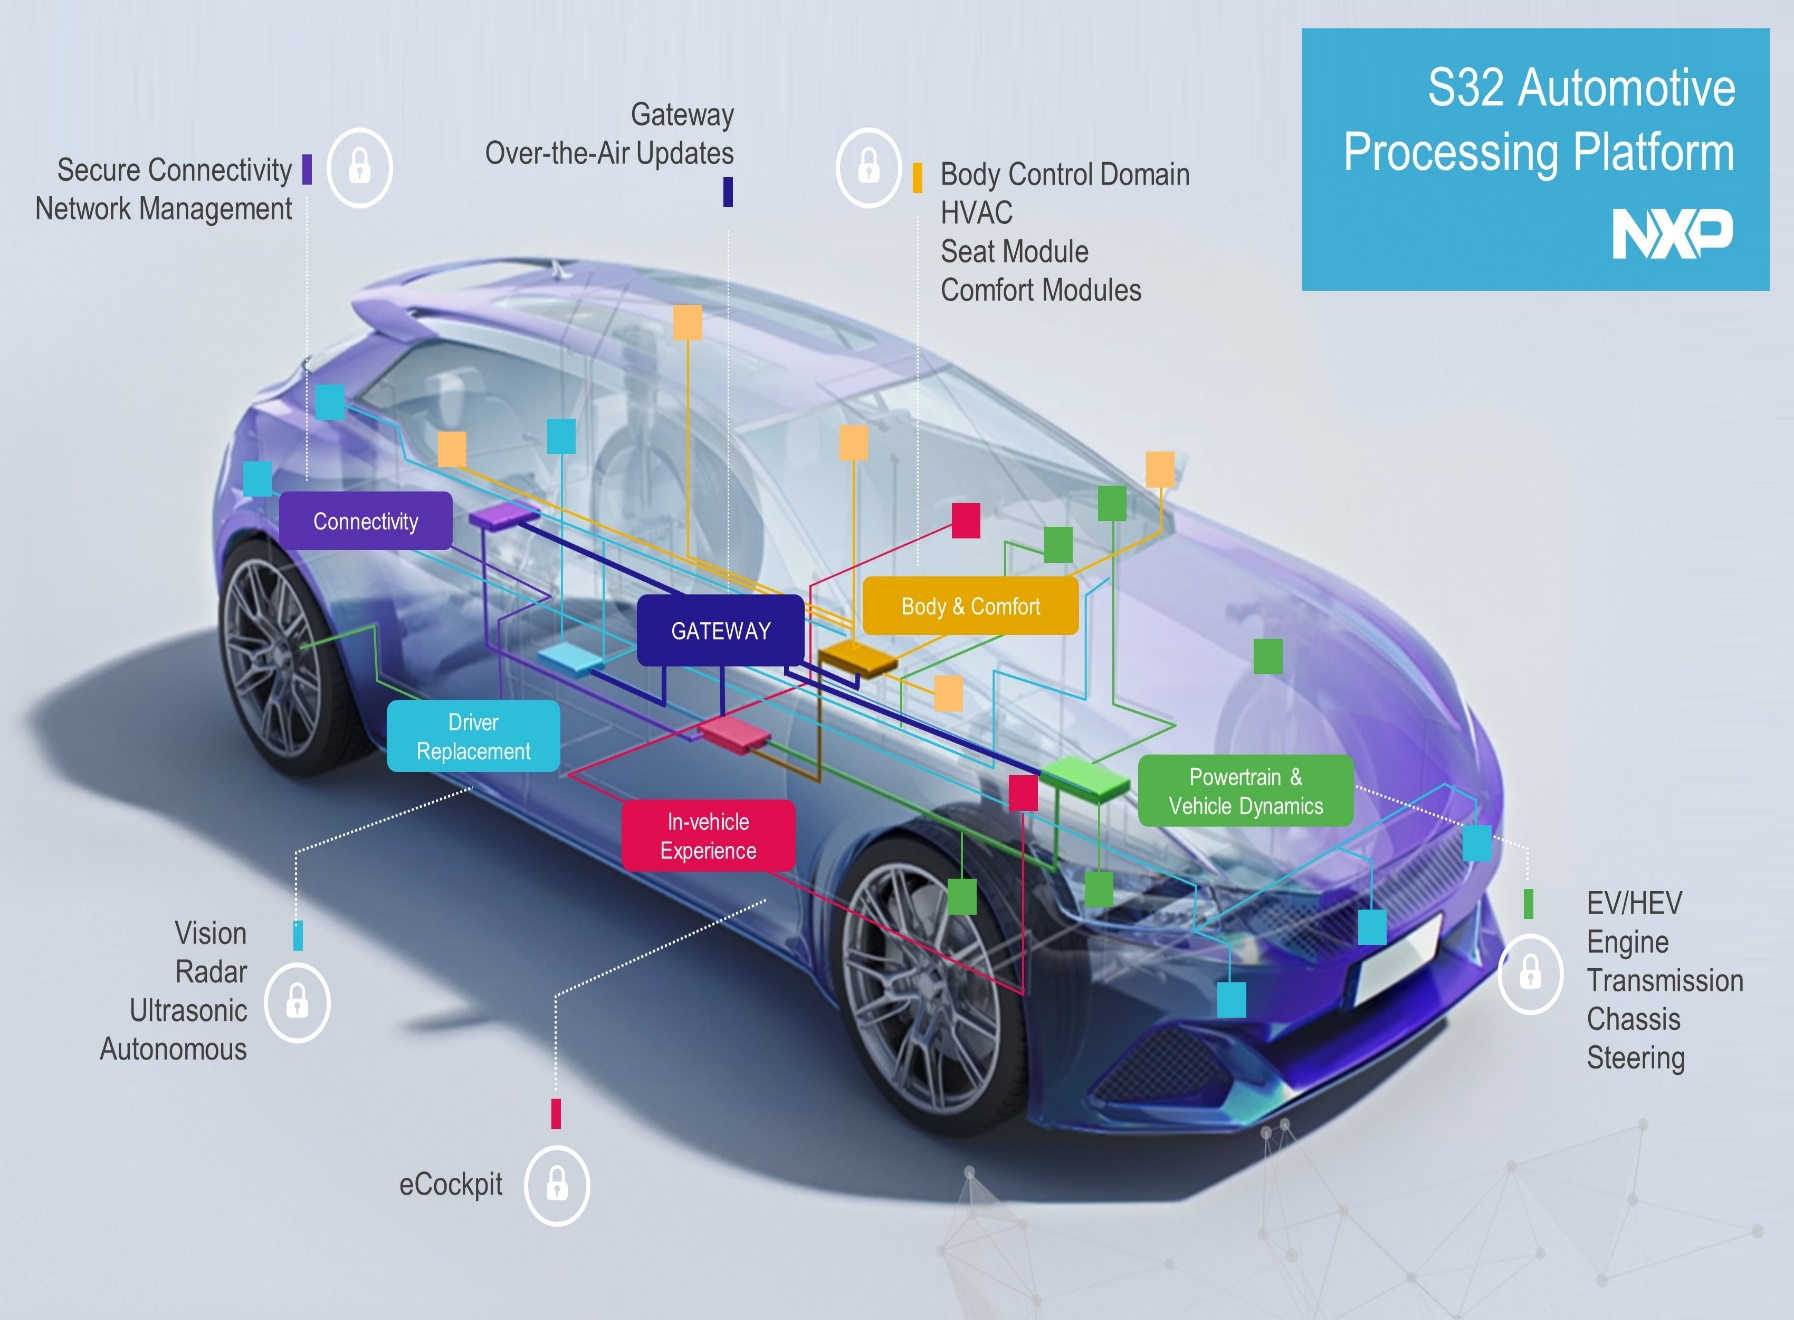 S32 Automotive
Processing Platform
NXP
Gateway
Over-the-Air Updates
Secure Connectivity
Network Management
Body Control Domain
HVAC
Seat Module
Comfort Modules
Connectivity
GATEWAY
Body & Comfort
Driver
Replacement
In-vehicle
Experience
Powertrain &
Vehicle Dynamics
Vision
Radar
Ultrasonic
Autonomous
eCockpit
EV/HEV
Engine
Transmission
Chassis
Steering